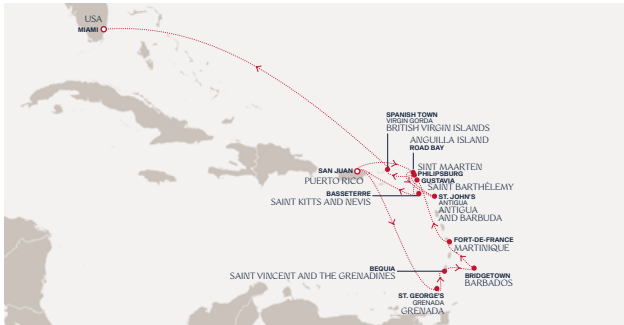 USA
MIAMI
SPANISH TOWN
VIRGIN GORDA
BRITISH VIRGIN ISLANDS
ANGUILLA ISLAND
ROAD BAY
SINT MAARTEN
PHILIPSBURG
GUSTAVIA
SAINT BARTHÉLEMY
SAN JUAN
PUERTO RICO
BASSETERRE
SAINT KITTS AND NEVIS
ST. JOHN'S
ANTIGUA
ANTIGUA
AND BARBUDA
FORT-DE-FRANCE
MARTINIQUE
BEQUIA
SAINT VINCENT AND THE GRENADINES
BRIDGETOWN
BARBADOS
ST. GEORGE'S
GRENADA
GRENADA